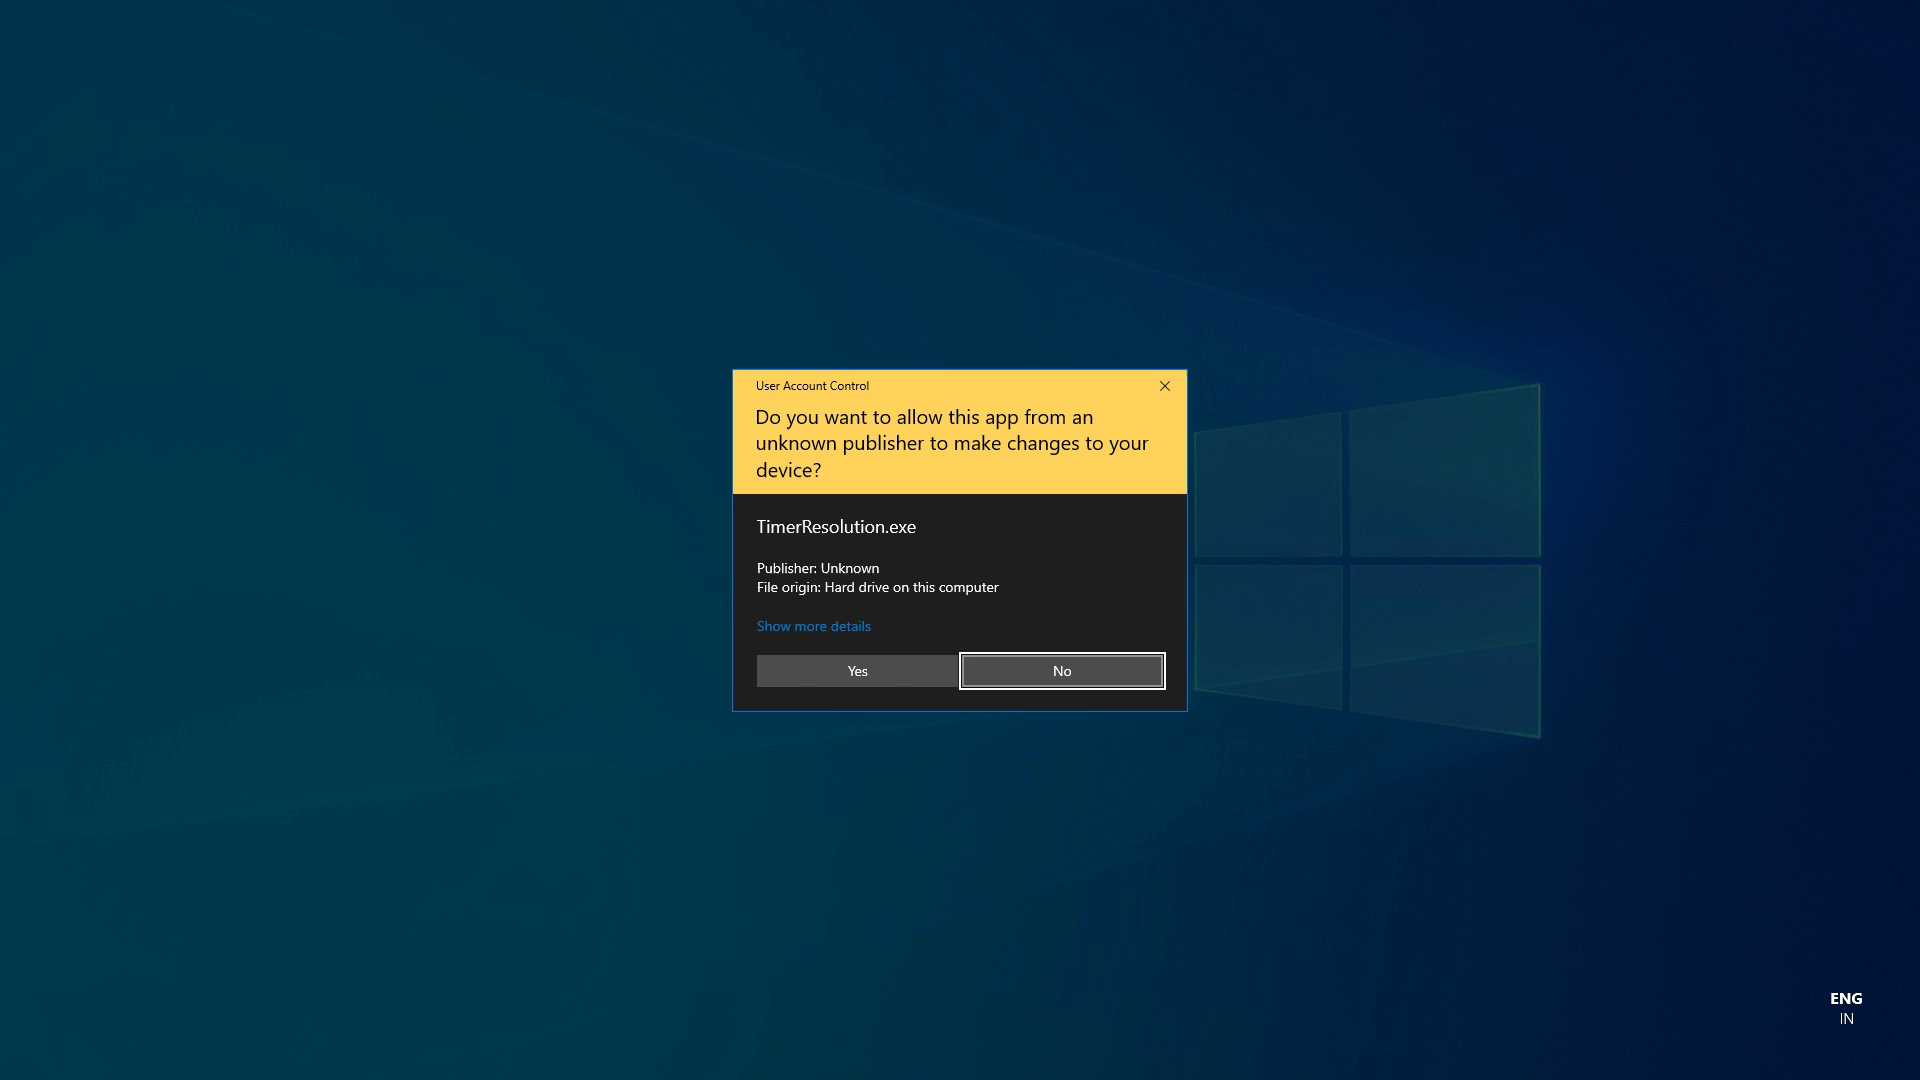 User Account Control
Do you want to allow this app from an
unknown publisher to make changes to your
device?
TimerResolution.exe
Publisher: Unknown
File origin: Hard drive on this computer
Show more details
Yes
No
ENG
IN